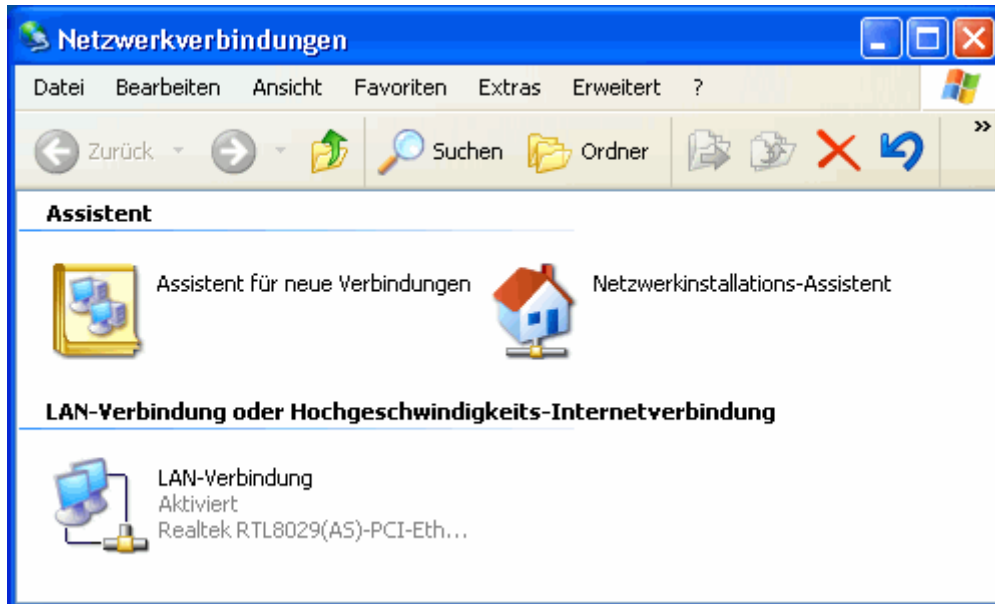 Netzwerkverbindungen
Datei Bearbeiten Ansicht Favoriten Extras Erweitert ?
Zurück Suchen Ordner »
Assistent
Assistent für neue Verbindungen Netzwerkinstallations-Assistent
LAN-Verbindung oder Hochgeschwindigkeits-Internetverbindung
LAN-Verbindung
Aktiviert
Realtek RTL8029(AS)-PCI-Eth...